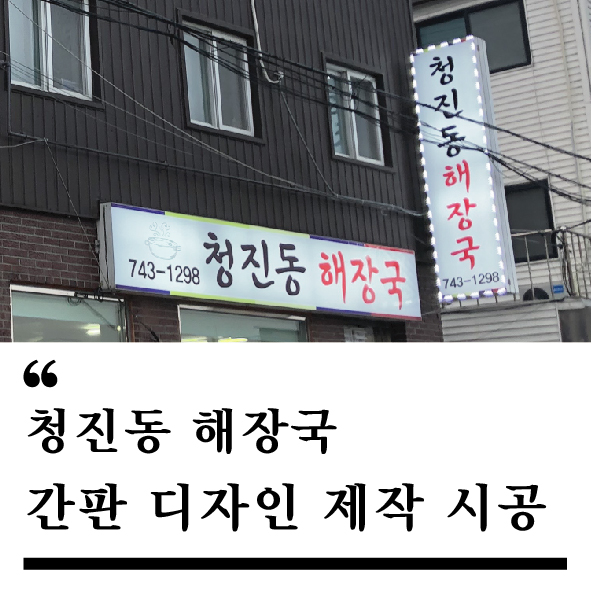 청진동해장국
743-1298
743-1298 청진동 해장국
“
청진동 해장국
간판 디자인 제작 시공